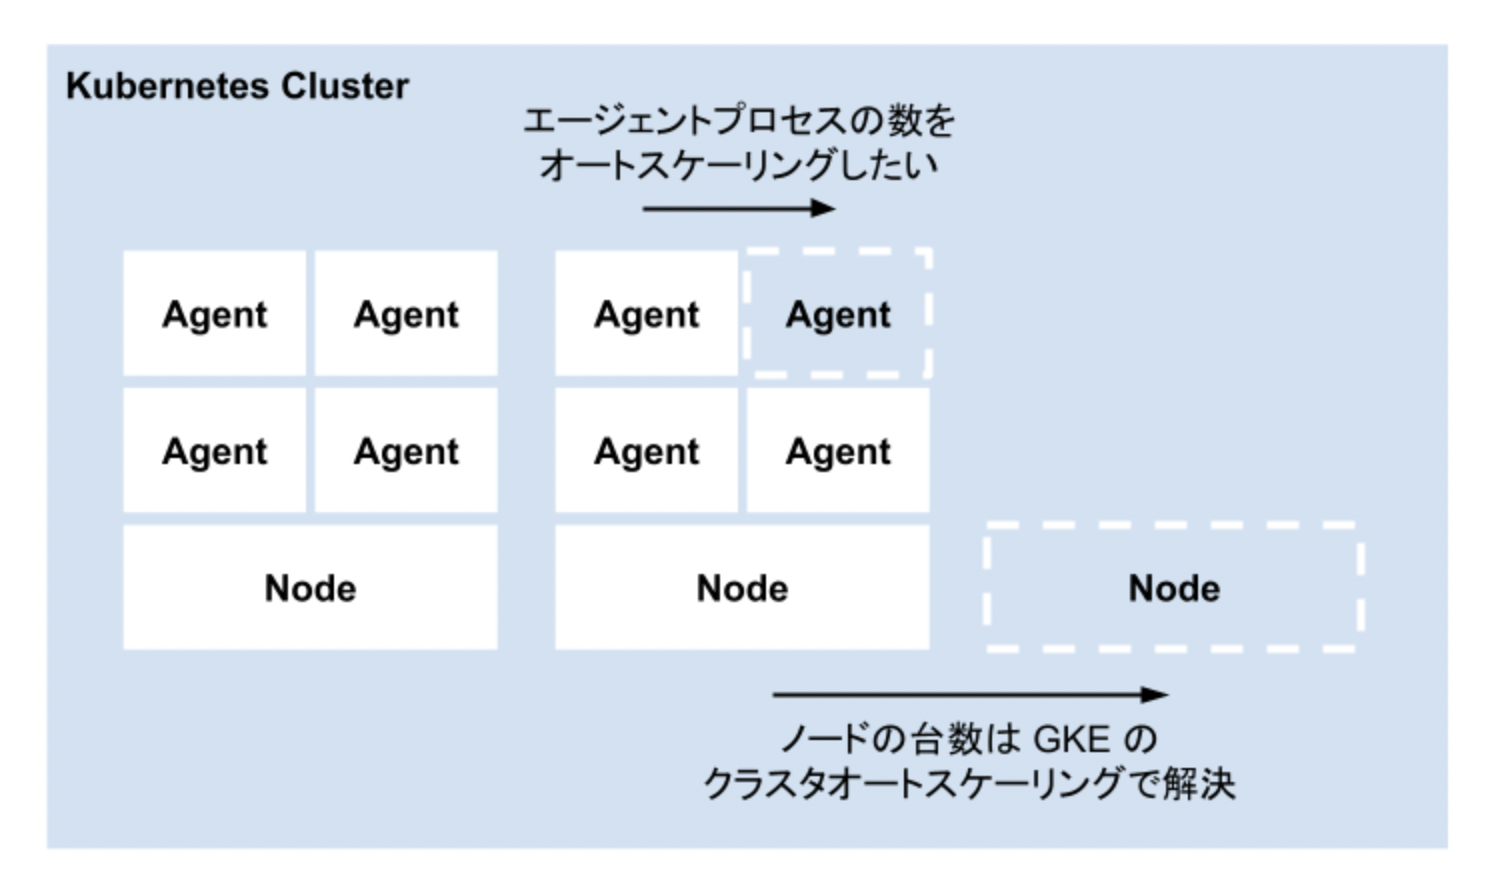 Kubernetes Cluster
エージェントプロセスの数を
オートスケーリングしたい
Agent Agent Agent Agent
Agent Agent Agent Agent
Node Node Node
ノードの台数は GKE の
クラスタオートスケーリングで解決